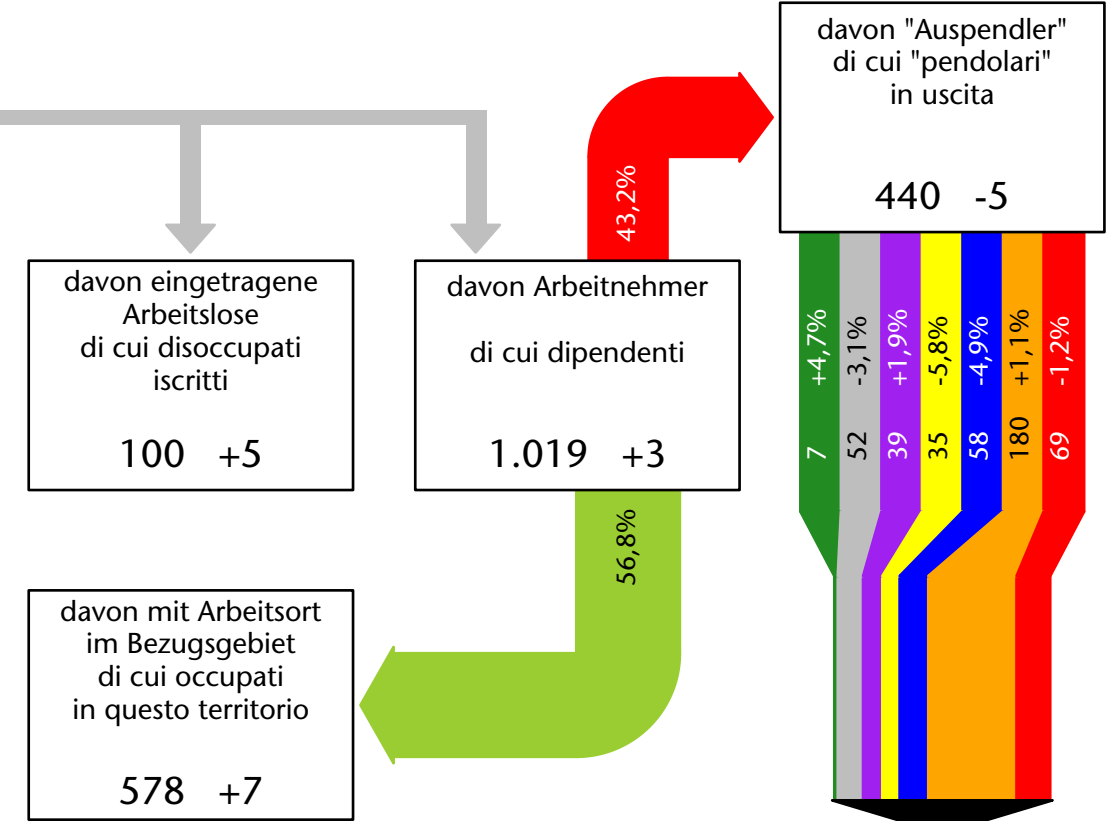 davon "Auspendler"
di cui "pendolari"
in uscita
440 -5
43,2%
davon eingetragene
Arbeitslose
di cui disoccupati
iscritti
100 +5
davon Arbeitnehmer
di cui dipendenti
1.019 +3
7 +4,7%
52 -3,1%
39 +1,9%
35 -5,8%
58 -4,9%
180 +1,1%
69 -1,2%
56,8%
davon mit Arbeitsort
im Bezugsgebiet
di cui occupati
in questo territorio
578 +7